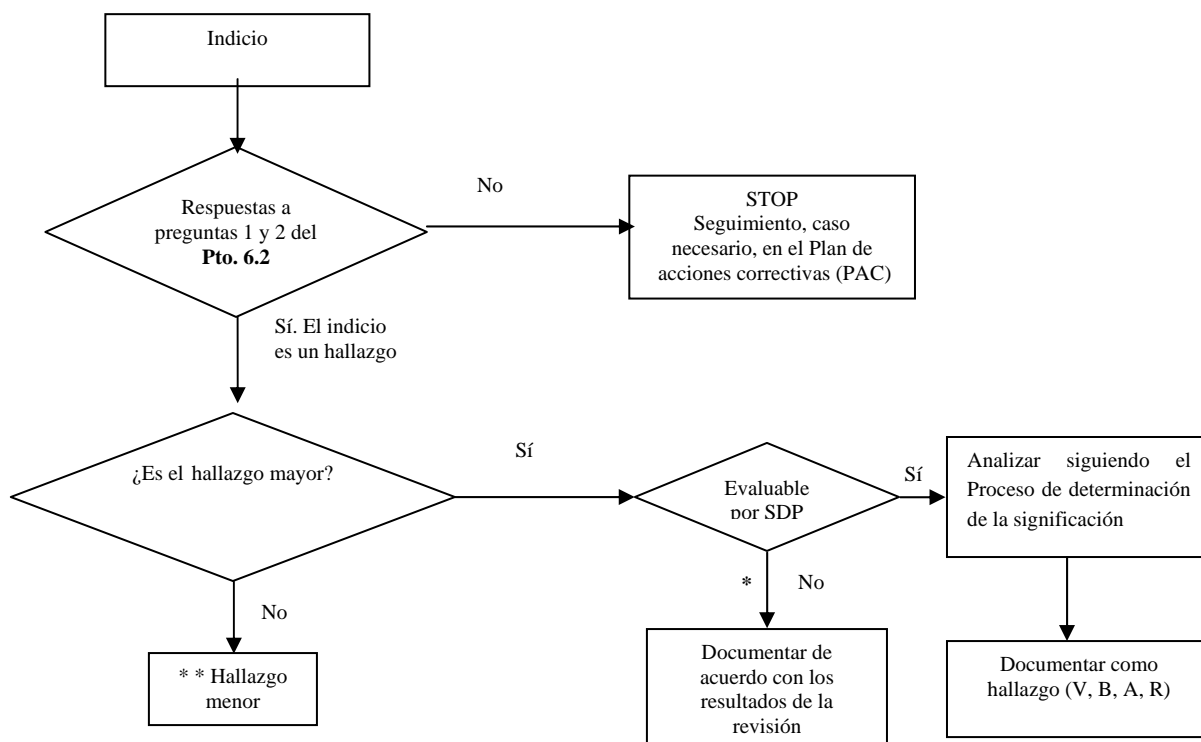 Indicio
Respuestas a
preguntas 1 y 2 del
Pto. 6.2
No
STOP
Seguimiento, caso
necesario, en el Plan de
acciones correctivas (PAC)
Sí. El indicio
es un hallazgo
¿Es el hallazgo mayor?
Sí
Evaluable
por SDP
Sí
Analizar siguiendo el
Proceso de determinación
de la significación
No
* No
* * Hallazgo
menor
Documentar de
acuerdo con los
resultados de la
revisión
Documentar como
hallazgo (V, B, A, R)